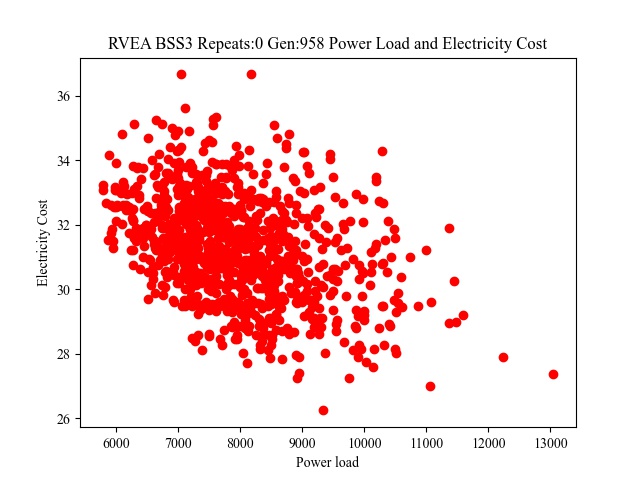 RVEA BSS3 Repeats:0 Gen:958 Power Load and Electricity Cost
36
34
32
30
28
26
Electricity Cost
6000 7000 8000 9000 10000 11000 12000 13000
Power load